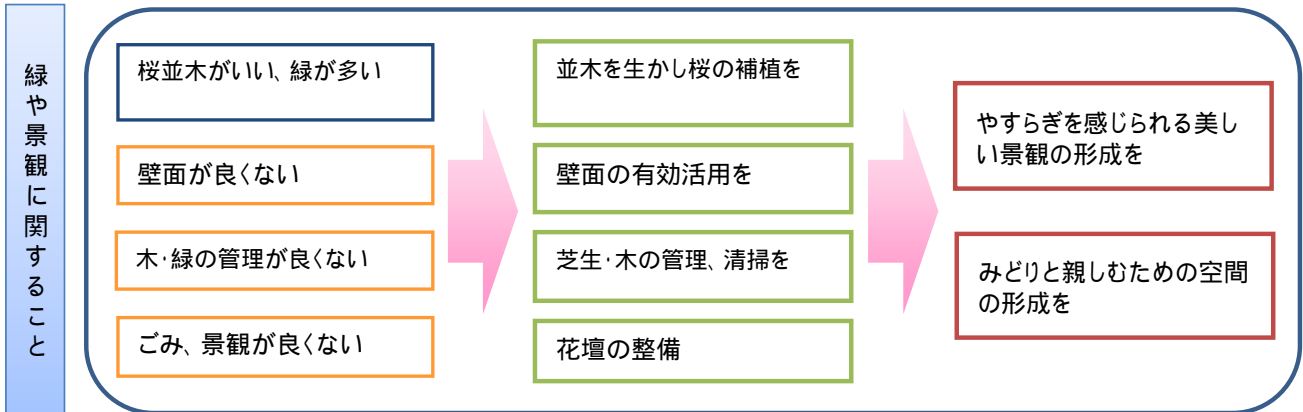 緑や景観に関すること
桜並木がいい、緑が多い
壁面が良くない
木・緑の管理が良くない
ごみ、景観が良くない
並木を生かし桜の補植を
壁面の有効活用を
芝生・木の管理、清掃を
花壇の整備
やすらぎを感じられる美し
い景観の形成を
みどりと親しむための空間
の形成を